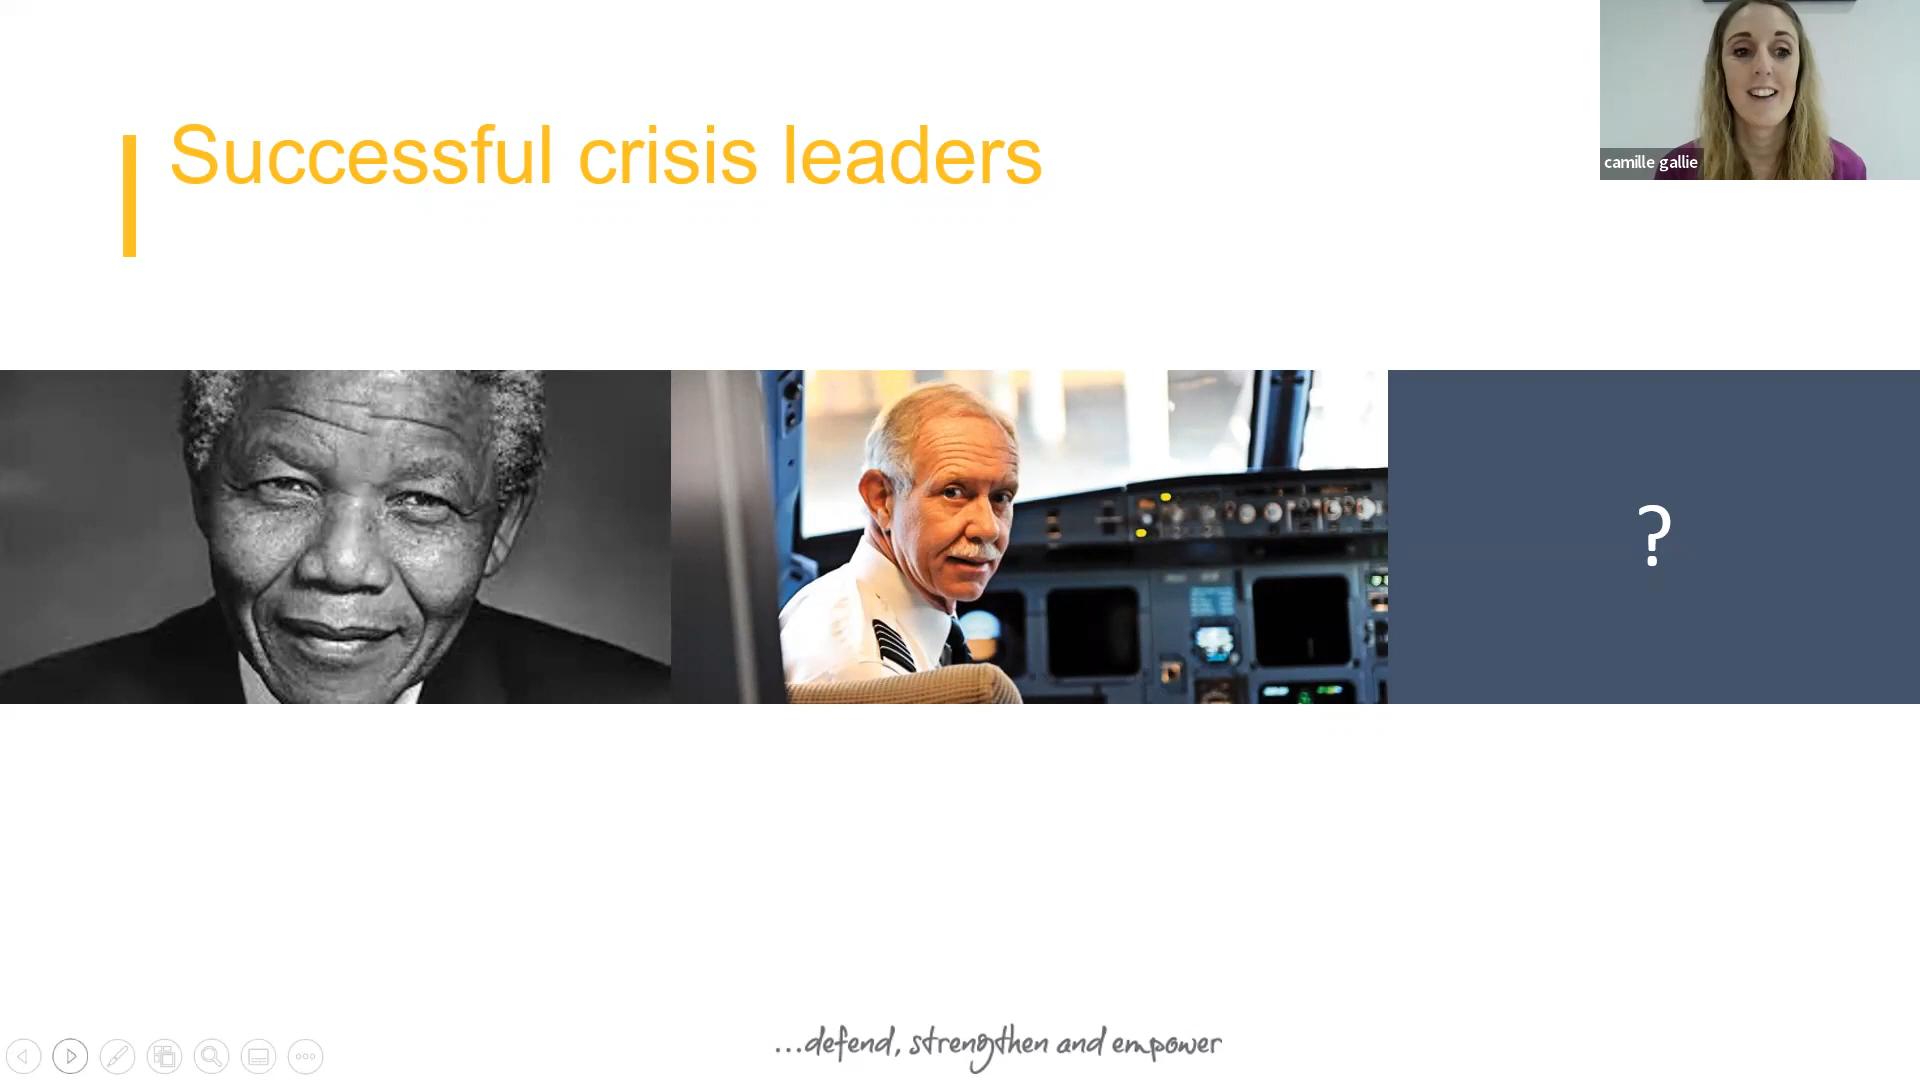 Successful crisis leaders
camille gallie
?
...defend, strengthen and empower